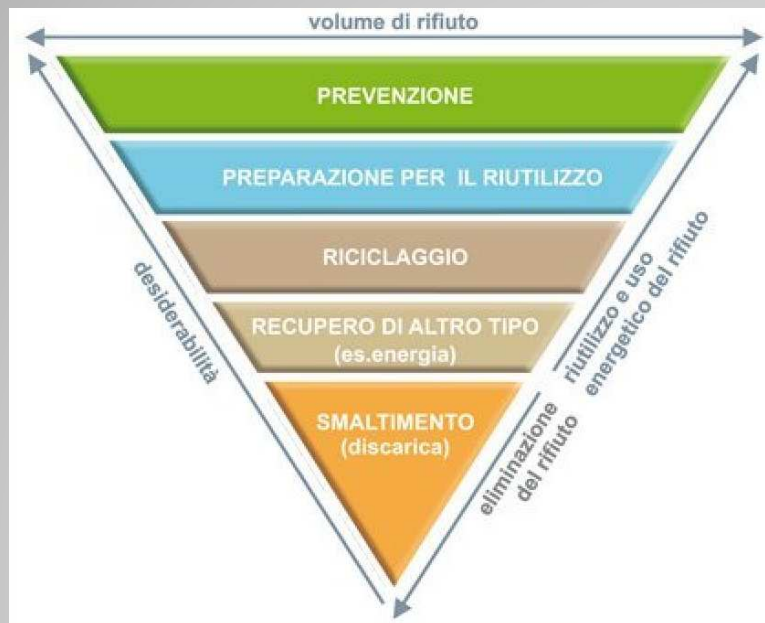 volume di rifiuto
PREVENZIONE
PREPARAZIONE PER IL RIUTILIZZO
RICICLAGGIO
RECUPERO DI ALTRO TIPO
(es.energia)
SMALTIMENTO
(discarica)
desiderabilità
riutilizzo e uso
energetico del rifiuto
eliminazione
del rifiuto